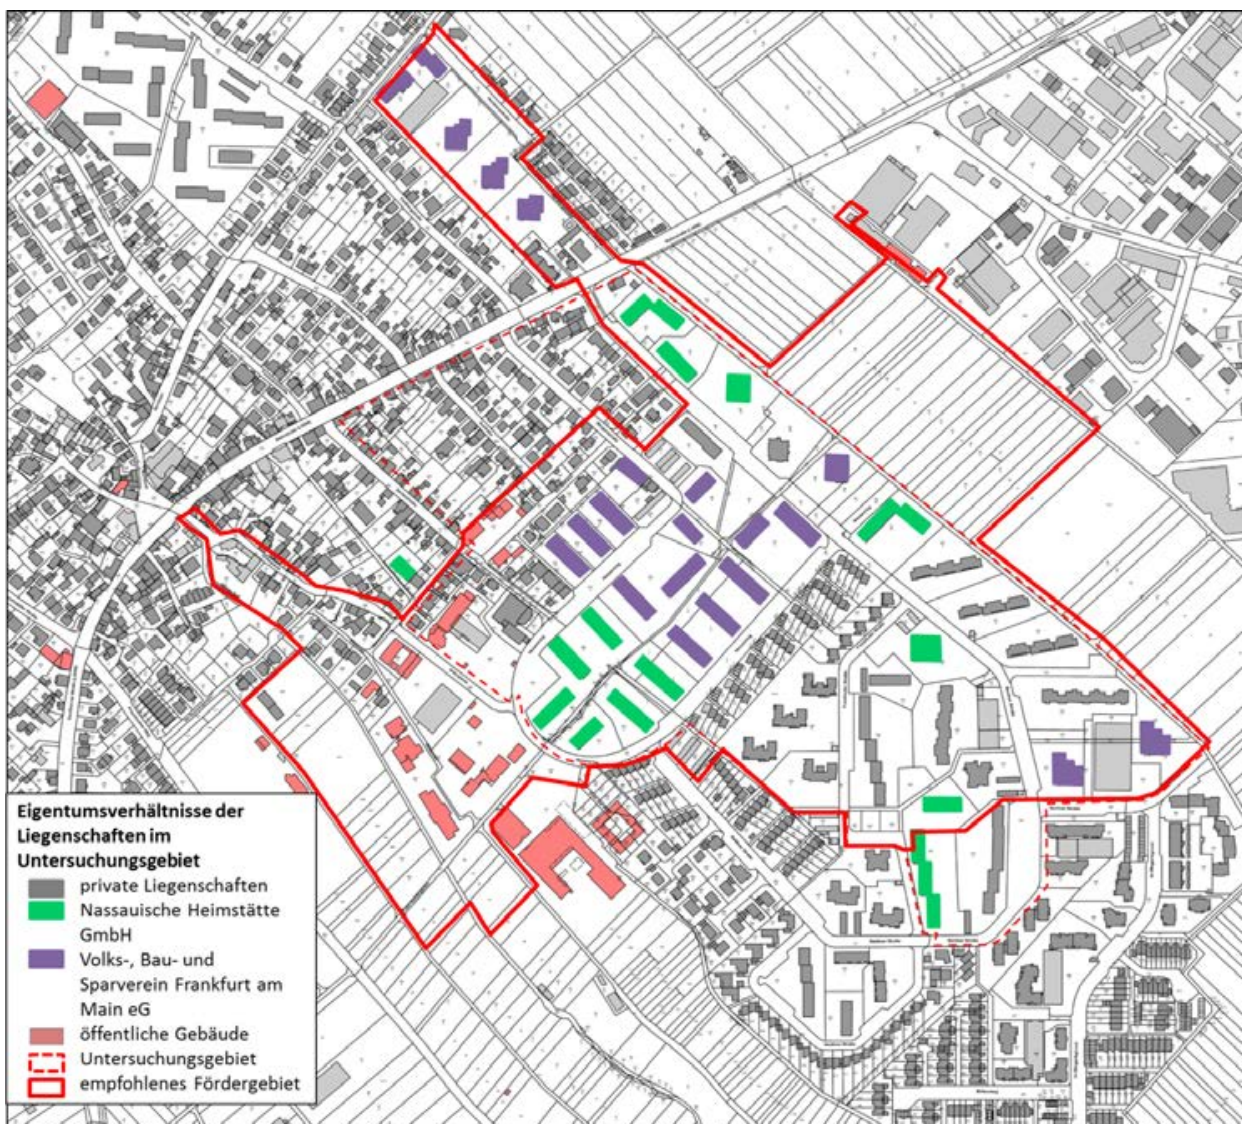 Eigentumsverhältnisse der
Liegenschaften im
Untersuchungsgebiet
private Liegenschaften
Nassauische Heimstätte
GmbH
Volks-, Bau- und
Sparverein Frankfurt am
Main eG
öffentliche Gebäude
Untersuchungsgebiet
empfohlenes Fördergebiet